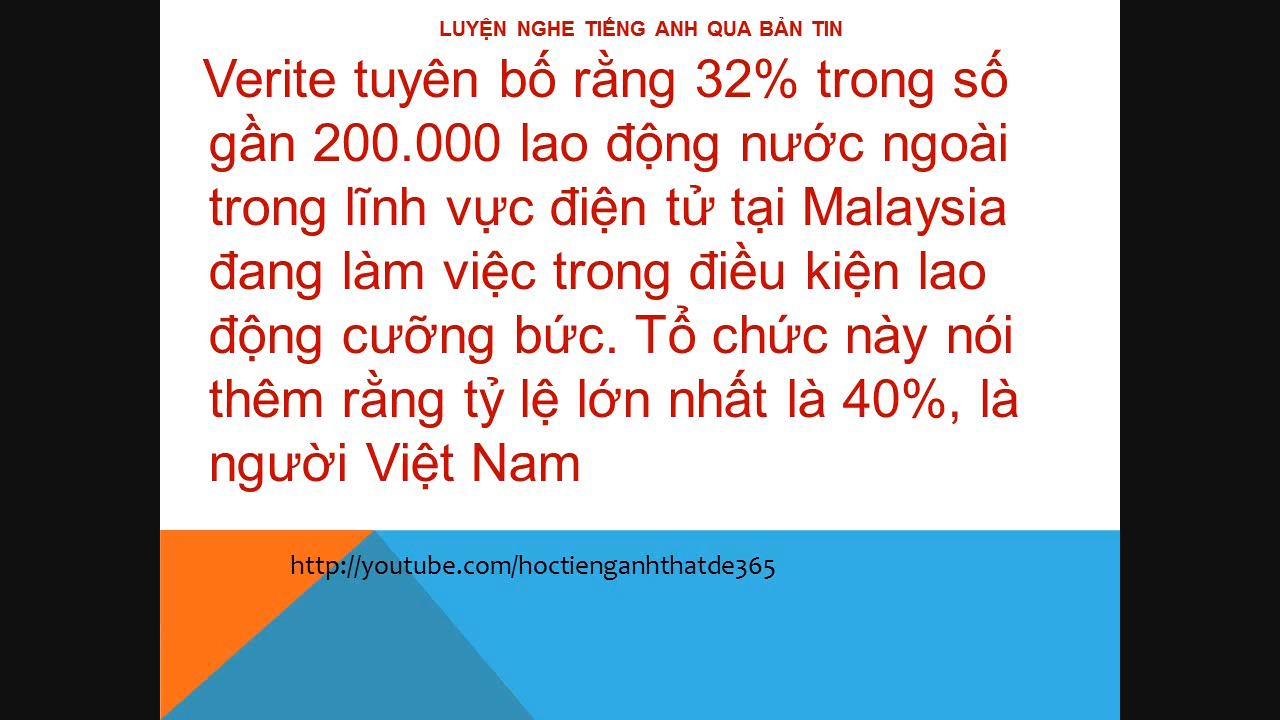 LUYỆN NGHE TIẾNG ANH QUA BẢN TIN
Verite tuyên bố rằng 32% trong số
gần 200.000 lao động nước ngoài
trong lĩnh vực điện tử tại Malaysia
đang làm việc trong điều kiện lao
động cưỡng bức. Tổ chức này nói
thêm rằng tỷ lệ lớn nhất là 40%, là
người Việt Nam
http://youtube.com/hoctienganhthatde365